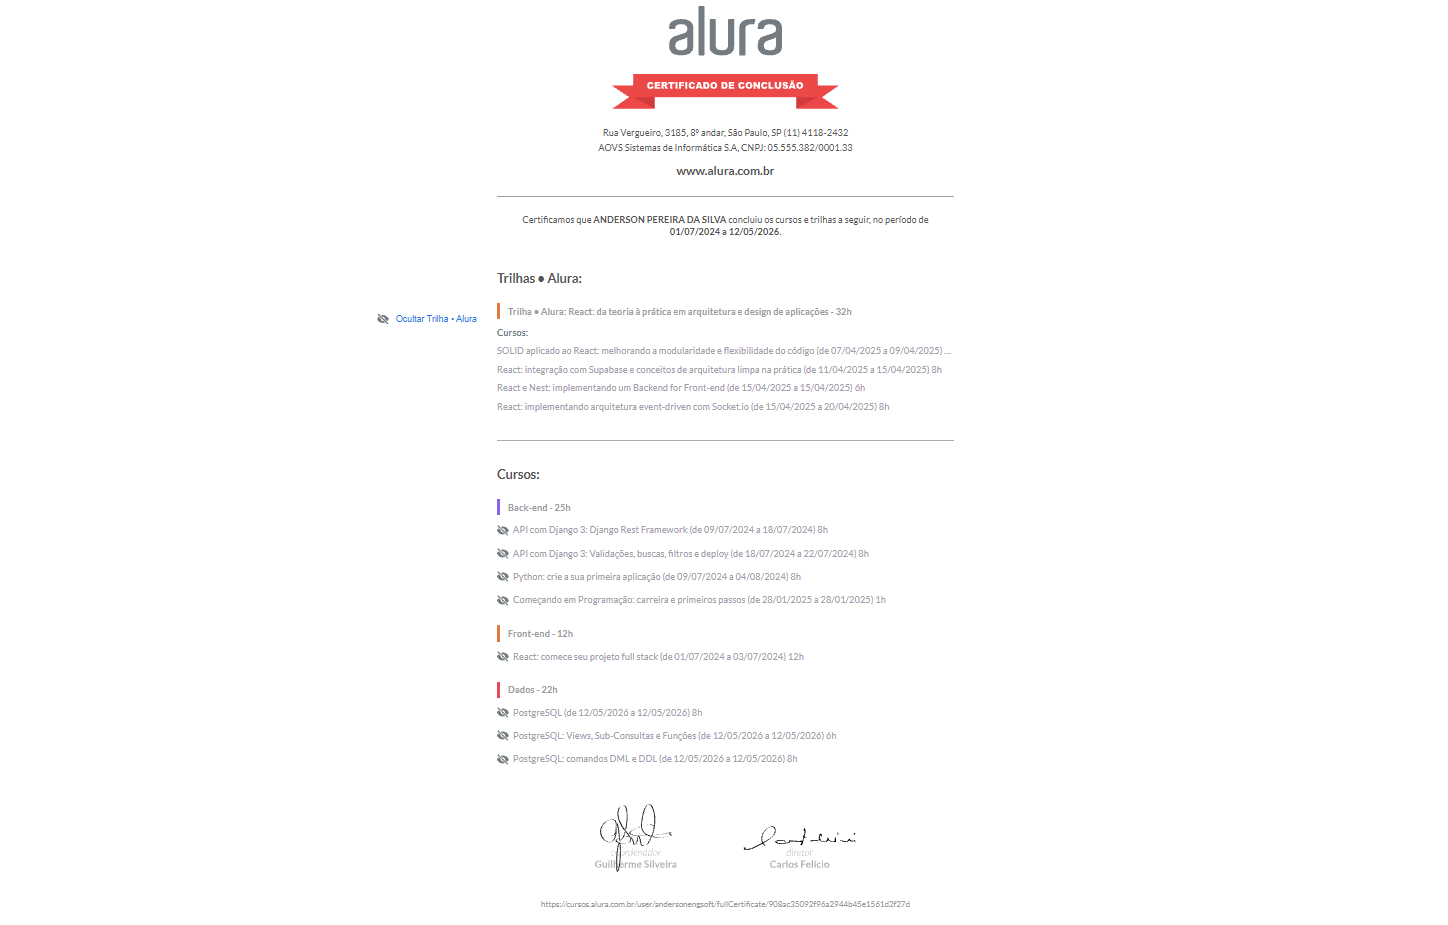 alura
CERTIFICADO DE CONCLUSÃO
Rua Vergueiro, 3185, 8º andar, São Paulo, SP (11) 4118-2432
AOVS Sistemas de Informática S.A, CNPJ: 05.555.382/0001.33
www.alura.com.br
Certificamos que ANDERSON PEREIRA DA SILVA concluiu os cursos e trilhas a seguir, no período de
01/07/2024 a 12/05/2026.
Trilhas ● Alura:
Ocultar Trilha • Alura
Trilha ● Alura: React: da teoria à prática em arquitetura e design de aplicações - 32h
Cursos:
SOLID aplicado ao React: melhorando a modularidade e flexibilidade do código (de 07/04/2025 a 09/04/2025) ...
React: integração com Supabase e conceitos de arquitetura limpa na prática (de 11/04/2025 a 15/04/2025) 8h
React e Nest: implementando um Backend for Front-end (de 15/04/2025 a 15/04/2025) 6h
React: implementando arquitetura event-driven com Socket.io (de 15/04/2025 a 20/04/2025) 8h
Cursos:
Back-end - 25h
API com Django 3: Django Rest Framework (de 09/07/2024 a 18/07/2024) 8h
API com Django 3: Validações, buscas, filtros e deploy (de 18/07/2024 a 22/07/2024) 8h
Python: crie a sua primeira aplicação (de 09/07/2024 a 04/08/2024) 8h
Começando em Programação: carreira e primeiros passos (de 28/01/2025 a 28/01/2025) 1h
Front-end - 12h
React: comece seu projeto full stack (de 01/07/2024 a 03/07/2024) 12h
Dados - 22h
PostgreSQL (de 12/05/2026 a 12/05/2026) 8h
PostgreSQL: Views, Sub-Consultas e Funções (de 12/05/2026 a 12/05/2026) 6h
PostgreSQL: comandos DML e DDL (de 12/05/2026 a 12/05/2026) 8h
coordenador
Guilherme Silveira
diretor
Carlos Felício
https://cursos.alura.com.br/user/andersonengsoft/fullCertificate/908ac35092f96a2944b45e1561d2f27d